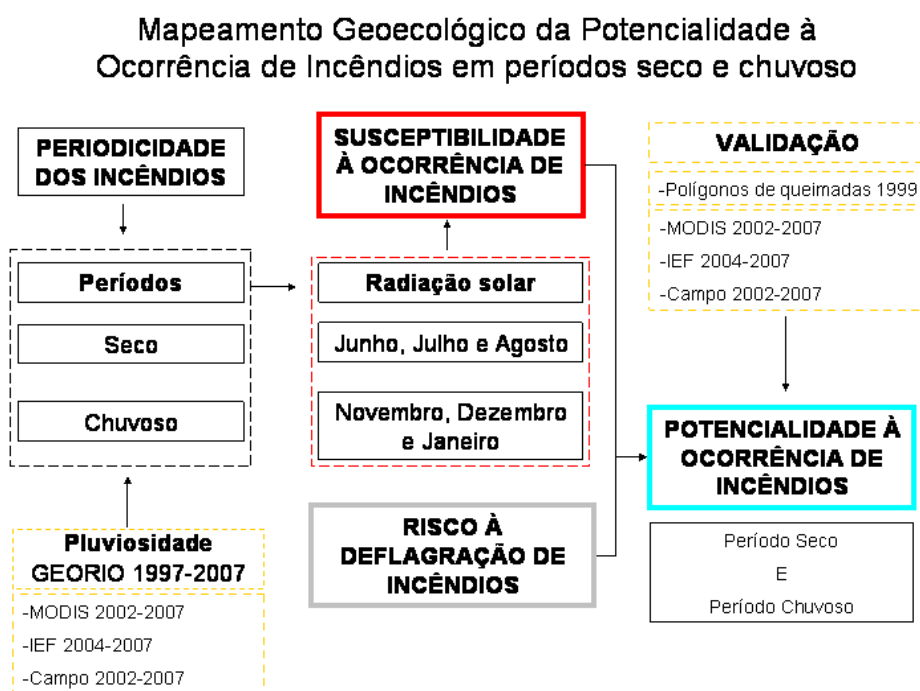 Mapeamento Geoecológico da Potencialidade à
Ocorrência de Incêndios em períodos seco e chuvoso
PERIODICIDADE
DOS INCÊNDIOS
Períodos
Seco
Chuvoso
Pluviosidade
GEORIO 1997-2007
-MODIS 2002-2007
-IEF 2004-2007
-Campo 2002-2007
SUSCEPTIBILIDADE
À OCORRÊNCIA DE
INCÊNDIOS
Radiação solar
Junho, Julho e Agosto
Novembro, Dezembro
e Janeiro
RISCO À
DEFLAGRAÇÃO DE
INCÊNDIOS
VALIDAÇÃO
-Polígonos de queimadas 1999
-MODIS 2002-2007
-IEF 2004-2007
-Campo 2002-2007
POTENCIALIDADE À
OCORRÊNCIA DE
INCÊNDIOS
Período Seco
E
Período Chuvoso